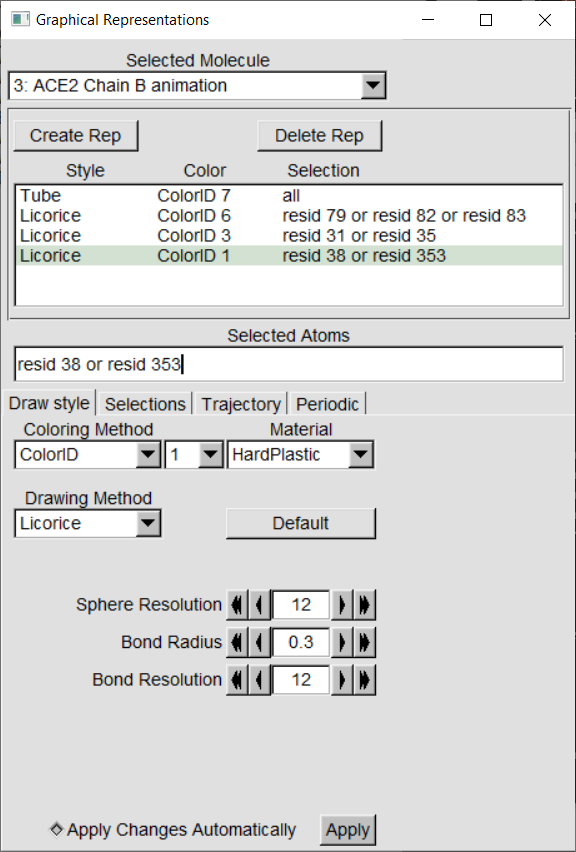 Graphical Representations
Selected Molecule
3: ACE2 Chain B animation
Create Rep Delete Rep
Style Color Selection
Tube ColorID 7 all
Licorice ColorID 6 resid 79 or resid 82 or resid 83
Licorice ColorID 3 resid 31 or resid 35
Licorice ColorID 1 resid 38 or resid 353
Selected Atoms
resid 38 or resid 353
Draw style Selections Trajectory Periodic
Coloring Method Material
ColorID 1 HardPlastic
Drawing Method
Licorice Default
Sphere Resolution 12
Bond Radius 0.3
Bond Resolution 12
Apply Changes Automatically Apply